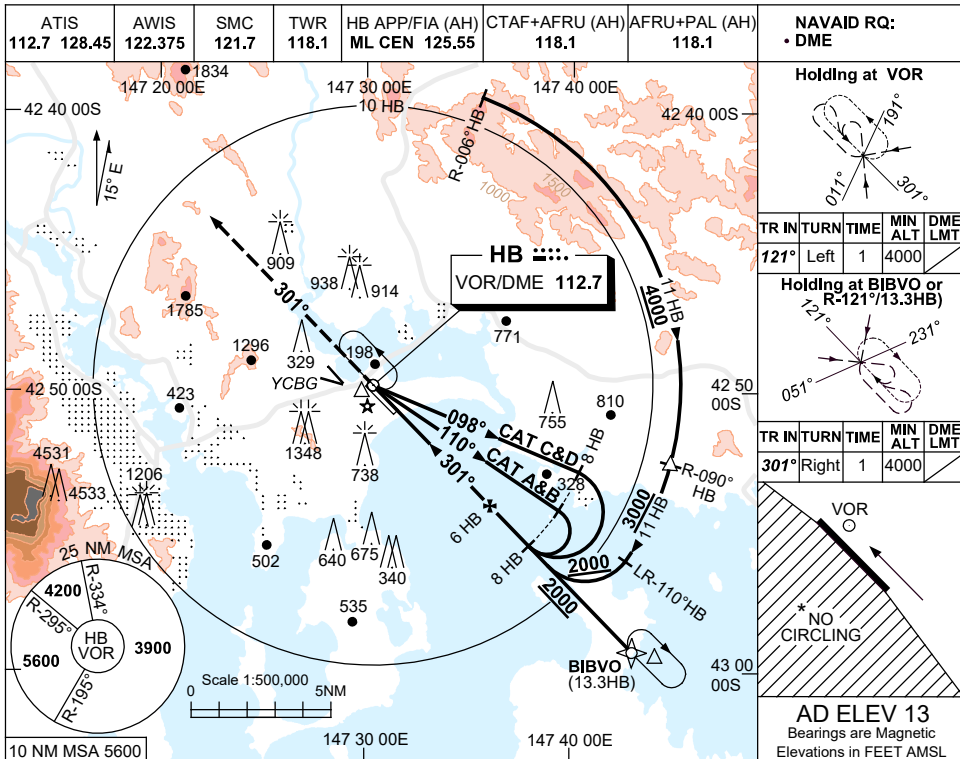 ATIS
112.7 128.45
AWIS
122.375
SMC
121.7
TWR
118.1
HB APP/FIA (AH)
ML CEN 125.55
CTAF+AFRU (AH)
118.1
AFRU+PAL (AH)
118.1
NAVAID RQ:
• DME
1834
147 20 00E
147 30 00E
147 40 00E
10 HB
42 40 00S
42 40 00S
15° E
R-006°HB
1000
1500
909
938
914
HB
VOR/DME 112.7
301°
11 HB
4000
1785
771
1296
329
198
YCBG
42 50 00S
42 50
00S
423
098°
CAT C&D
110°
CAT A&B
301°
755
810
8 HB
328
1348
738
4531
4533
1206
R-090°
HB
3000
11 HB
6 HB
8 HB
2000
LR-110°HB
2000
502
640
675
340
535
25 NM MSA
4200
R-334°
R-295°
HB
VOR
3900
5600
R-195°
Scale 1:500,000
0
5NM
BIBVO
(13.3HB)
43 00
00S
10 NM MSA 5600
147 30 00E
147 40 00E
Holding at VOR
191°
011°
301°
TR IN TURN TIME MIN ALT DME LMT
121° Left 1 4000
Holding at BIBVO or
R-121°/13.3HB)
121°
231°
051°
TR IN TURN TIME MIN ALT DME LMT
301° Right 1 4000
VOR
* NO
CIRCLING
AD ELEV 13
Bearings are Magnetic
Elevations in FEET AMSL